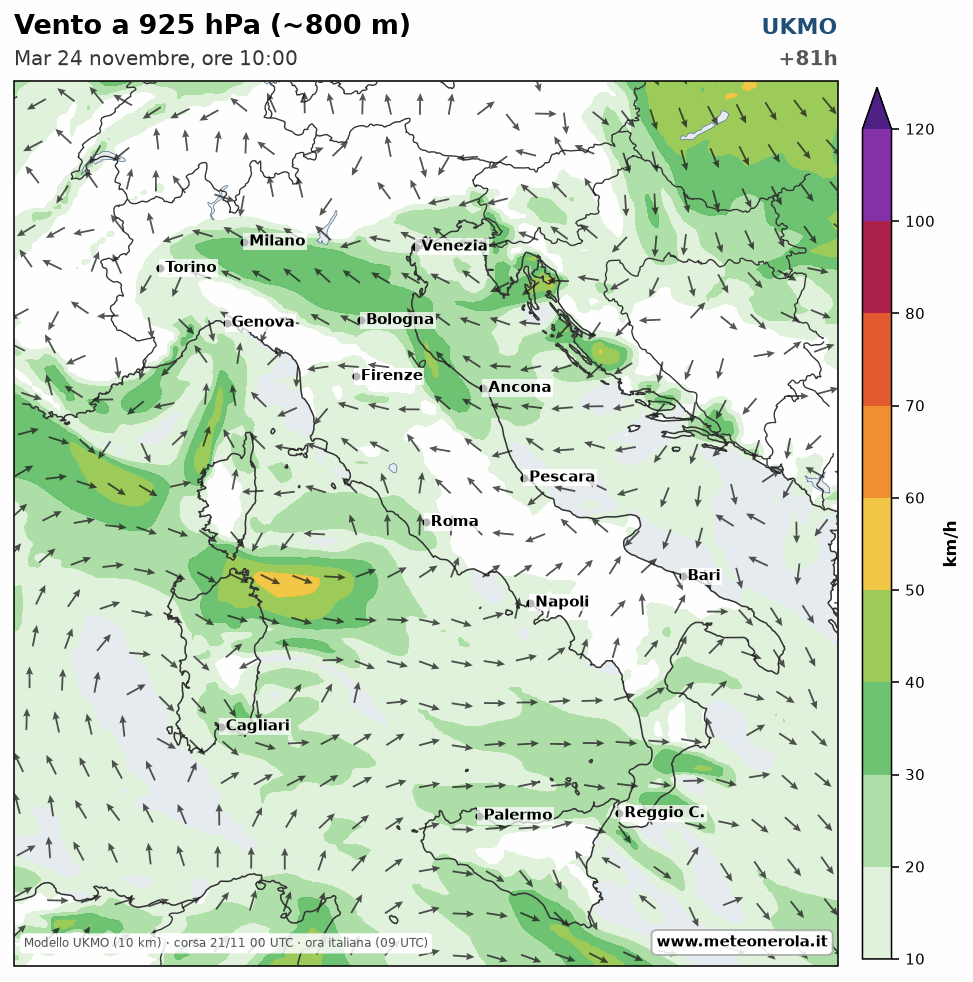 Vento a 925 hPa (~800 m)
UKMO
Mar 24 novembre, ore 10:00
+81h
Milano
Venezia
Torino
Genova
Bologna
Firenze
Ancona
Pescara
Roma
Bari
Napoli
Cagliari
Palermo
Reggio C.
120
100
80
70
60
50
40
30
20
10
km/h
Modello UKMO (10 km) · corsa 21/11 00 UTC · ora italiana (09 UTC)
www.meteonerola.it